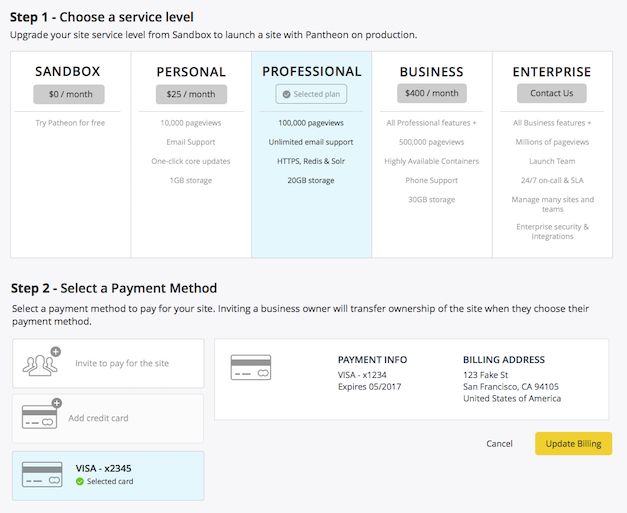 Step 1 - Choose a service level
Upgrade your site service level from Sandbox to launch a site with Pantheon on production.
SANDBOX
$0 / month
Try Patheon for free
PERSONAL
$25 / month
10,000 pageviews
Email Support
One-click core updates
1GB storage
PROFESSIONAL
Selected plan
100,000 pageviews
Unlimited email support
HTTPS, Redis & Solr
20GB storage
BUSINESS
$400 / month
All Professional features +
500,000 pageviews
Highly Available Containers
Phone Support
30GB storage
ENTERPRISE
Contact Us
All Business features +
Millions of pageviews
Launch Team
24/7 on-call & SLA
Manage many sites and
teams
Enterprise security &
Integrations
Step 2 - Select a Payment Method
Select a payment method to pay for your site. Inviting a business owner will transfer ownership of the site when they choose their
payment method.
Invite to pay for the site
Add credit card
VISA - x2345
Selected card
PAYMENT INFO
VISA - x1234
Expires 05/2017
BILLING ADDRESS
123 Fake St
San Francisco, CA 94105
United States of America
Cancel
Update Billing